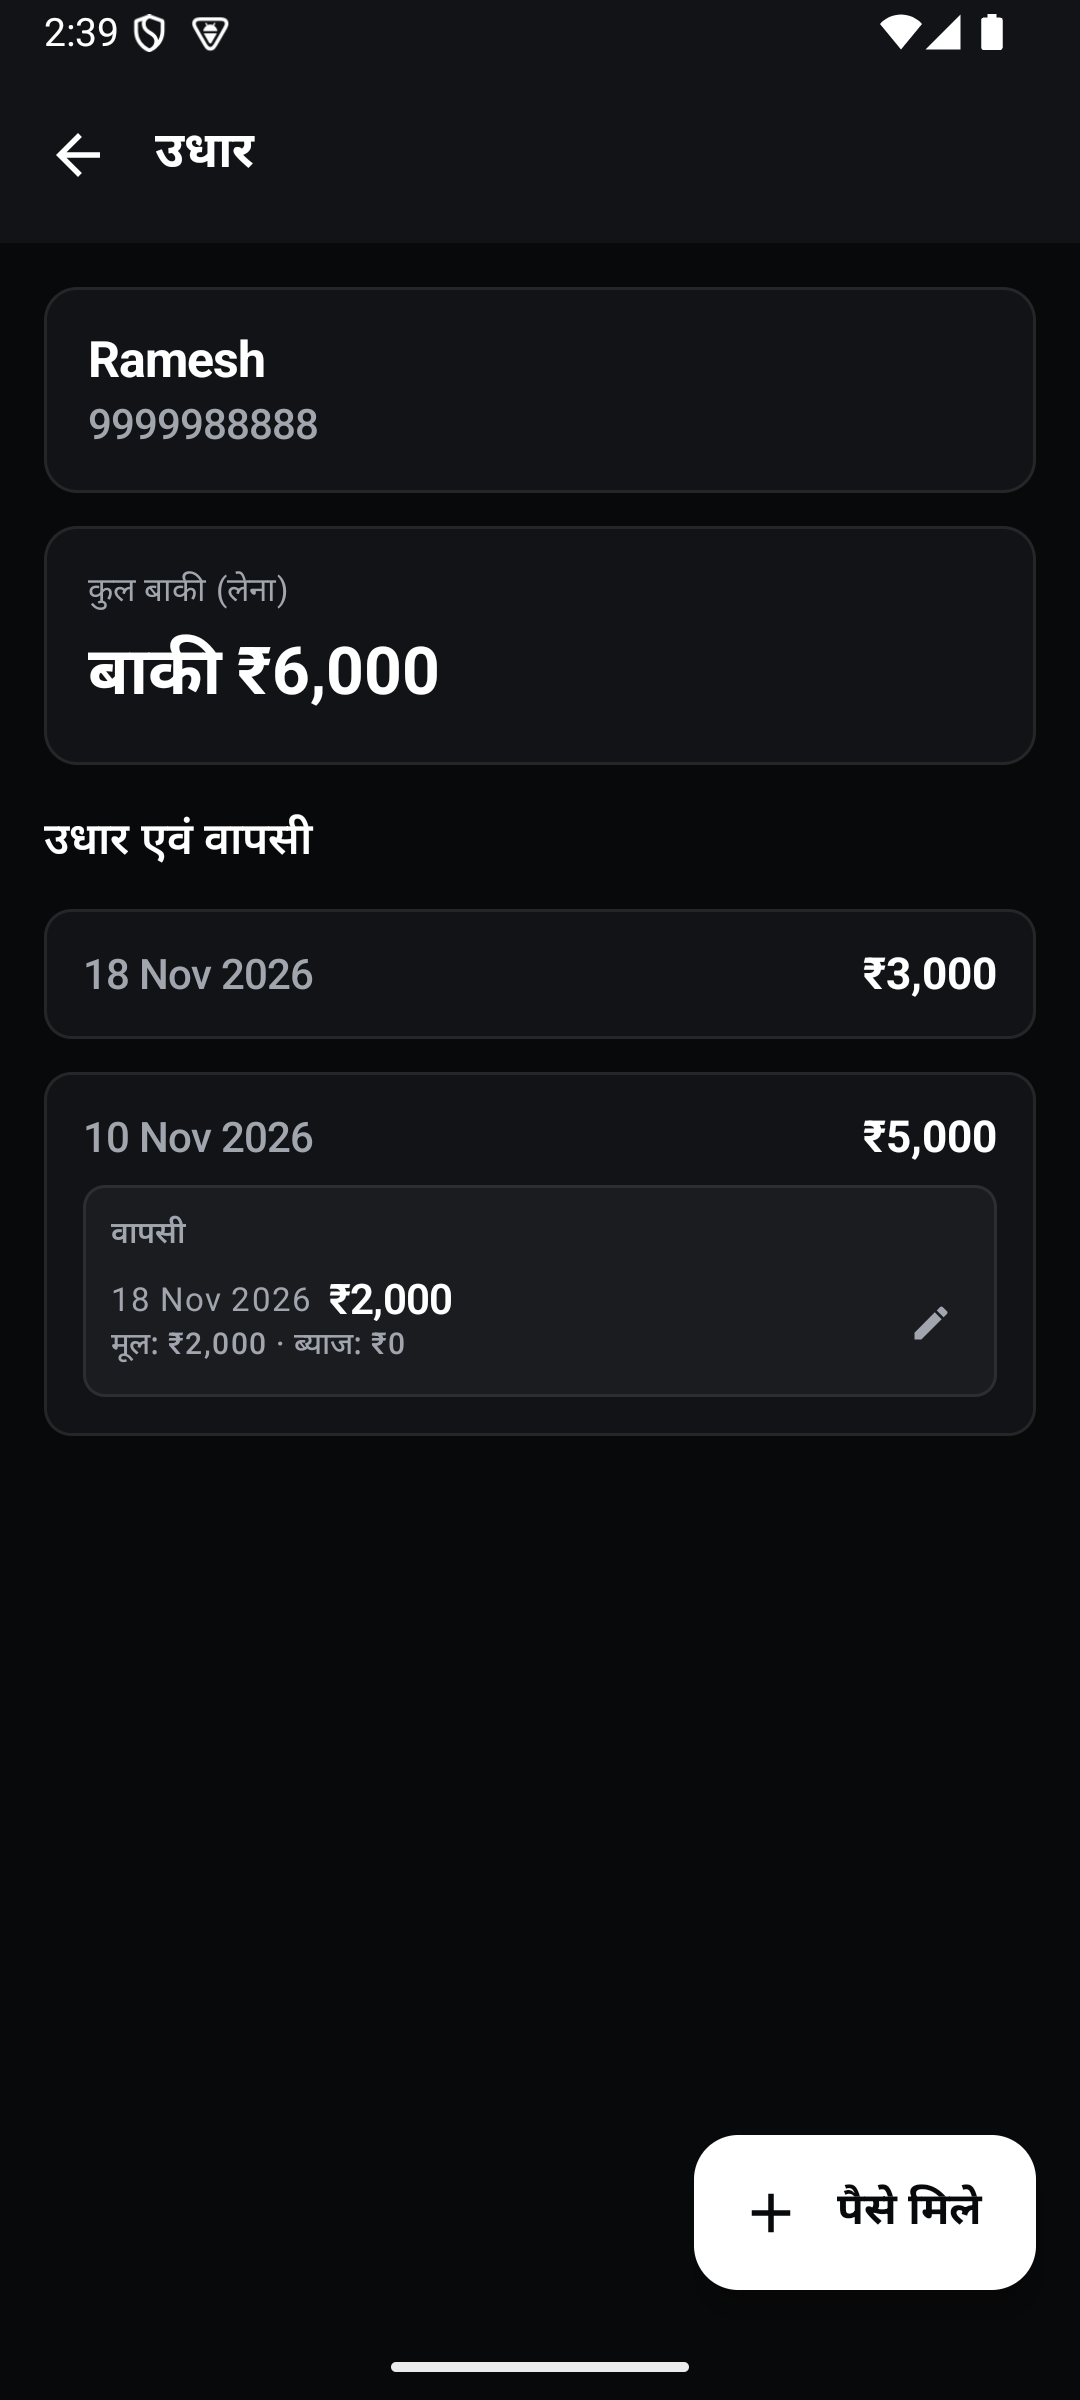 2:39
उधार
Ramesh
9999988888
कुल बाकी (लेना)
बाकी ₹6,000
उधार एवं वापसी
18 Nov 2026 ₹3,000
10 Nov 2026 ₹5,000
वापसी
18 Nov 2026 ₹2,000
मूल: ₹2,000 · ब्याज: ₹0
पैसे मिले